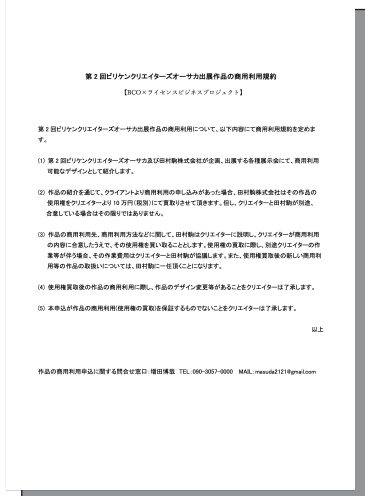 第2回ビリケンクリエイターズオーサカ出展作品の商用利用規約
【BCO×ライセンスビジネスプロジェクト】
第2回ビリケンクリエイターズオーサカ出展作品の商用利用について、以下内容にて商用利用規約を定めま
す。
(1) 第2回ビリケンクリエイターズオーサカ及び田村駒株式会社が企画、出展する各種展示会にて、商用利用
可能なデザインとして紹介します。
(2) 作品の紹介を通じて、クライアントより商用利用の申し込みがあった場合、田村駒株式会社はその作品の
使用権をクリエイターより10万円(税別)にて買取りさせて頂きます。但し、クリエイターと田村駒が別途、
合意している場合はその限りではありません。
(3) 作品の商用利用先、商用利用方法などに関して、田村駒はクリエイターに説明し、クリエイターが商用利用
の内容に合意したうえで、その使用権を買い取ることとします。使用権の買取に際し、別途クリエイターの作
業等が伴う場合、その作業費用はクリエイターと田村駒が協議します。また、使用権買取後の新しい商用利
用等の作品の取扱いについては、田村駒に一任頂くことになります。
(4) 使用権買取後の作品の商用利用に際し、作品のデザイン変更等があることをクリエイターは了承します。
(5) 本申込が作品の商用利用(使用権の買取)を保証するものでないことをクリエイターは了承します。
以上
作品の商用利用申込に関する問合せ窓口:増田博哉 TEL:090-3057-0000 MAIL:masuda2121@gmail.com